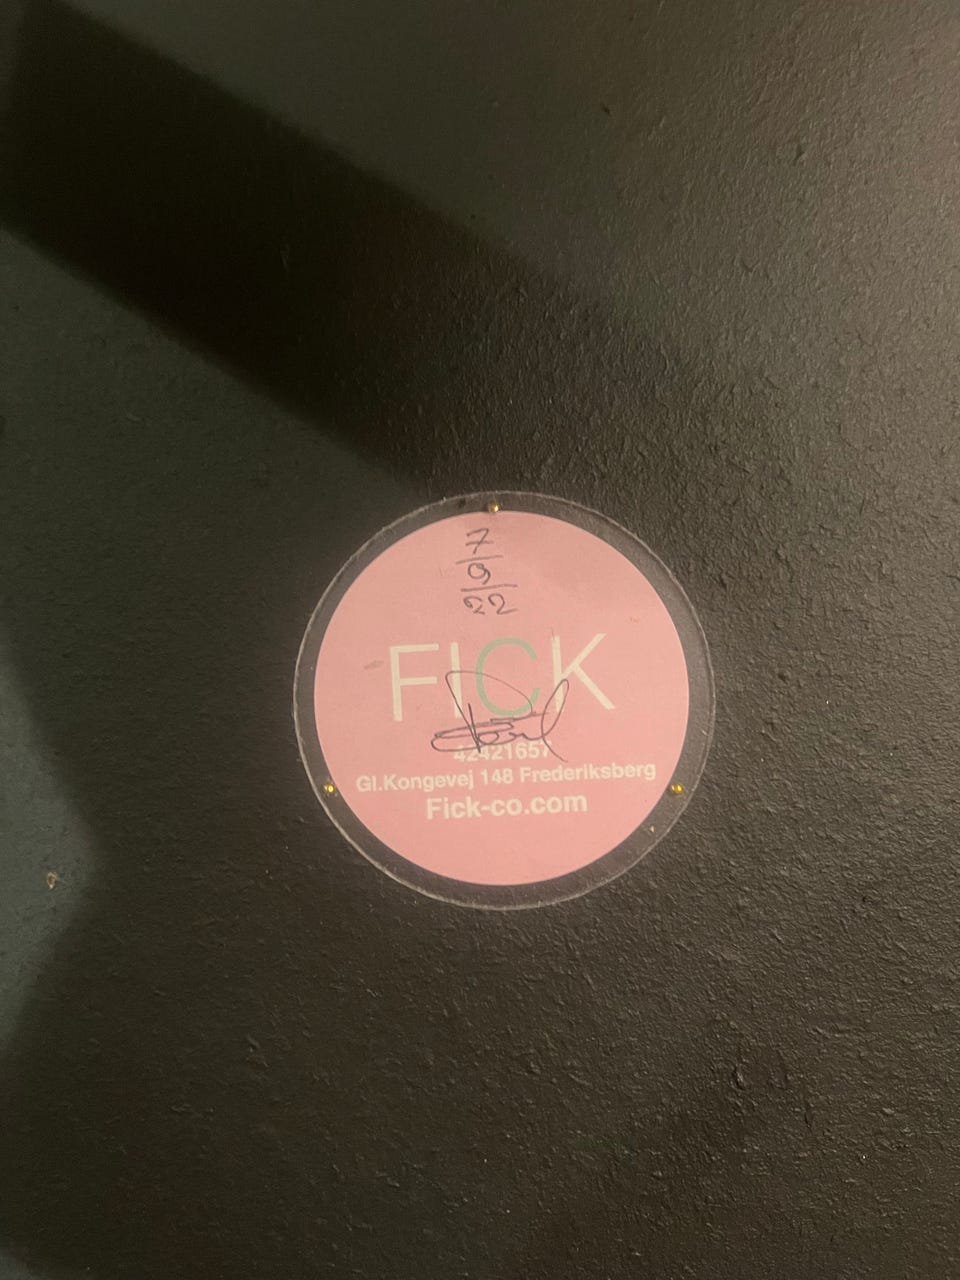 7/9/22
FICK
42421657
Gl.Kongevej 148 Frederiksberg
Fick-co.com